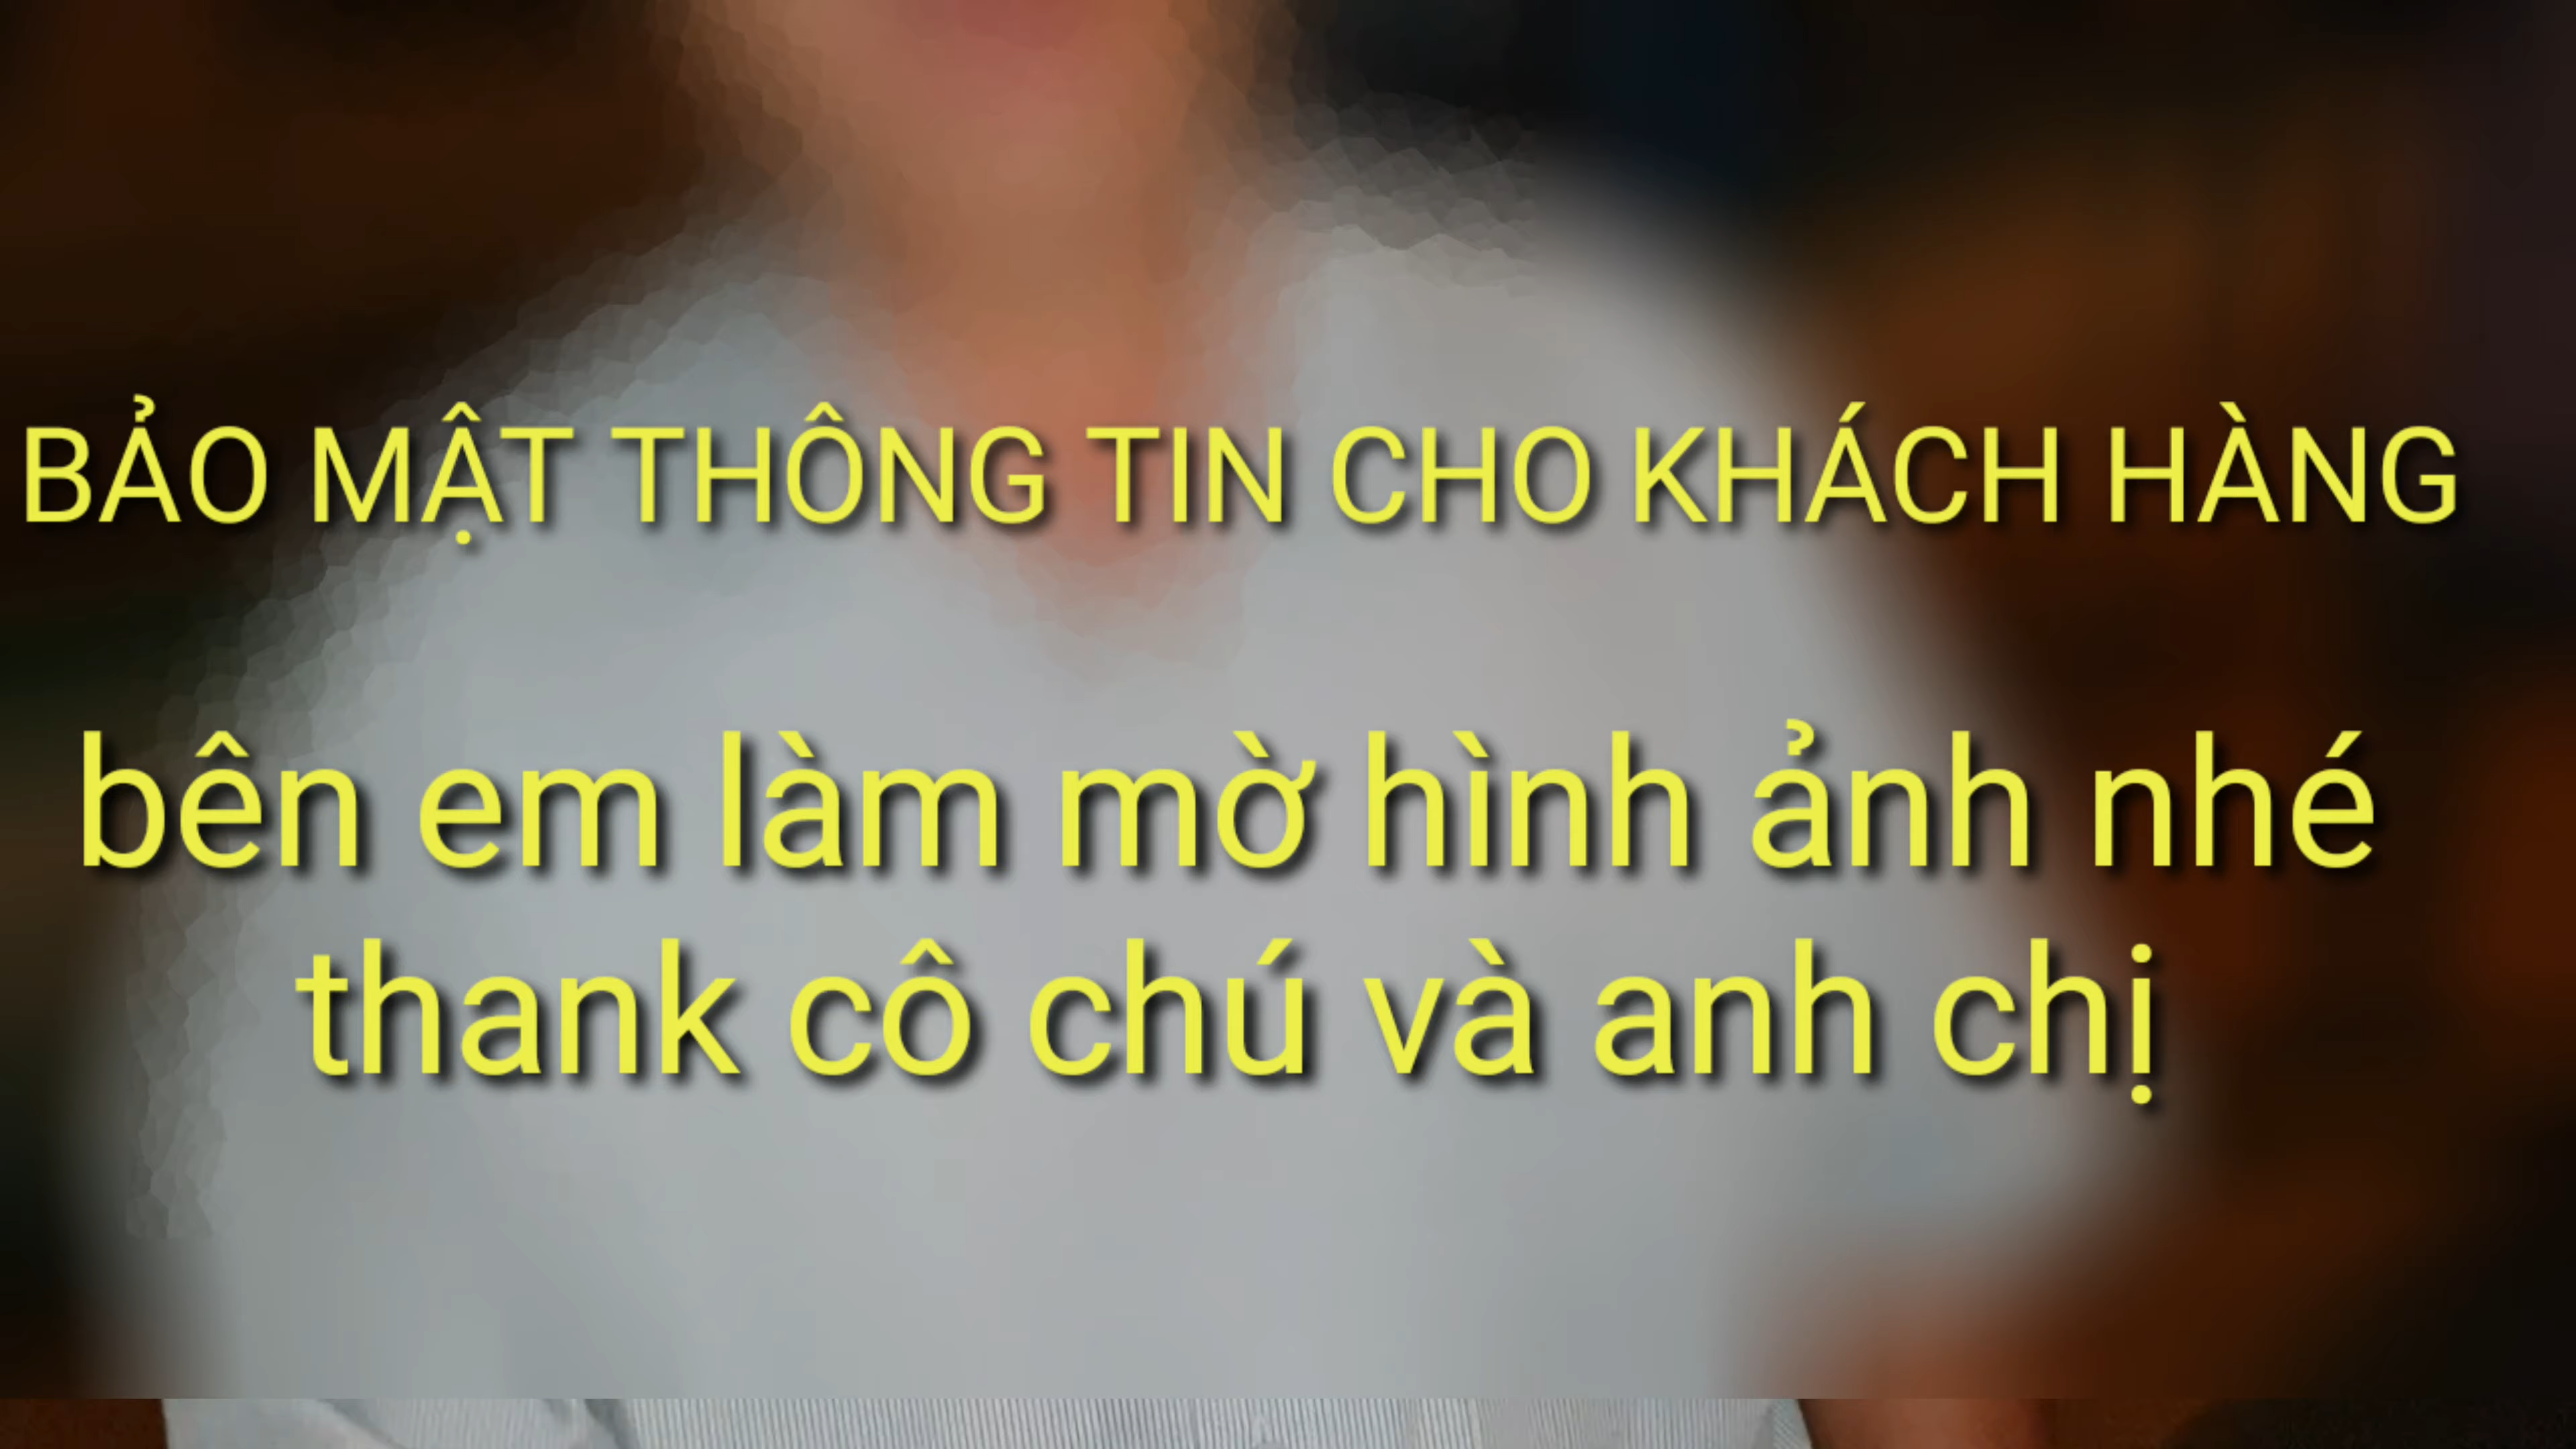 BẢO MẬT THÔNG TIN CHO KHÁCH HÀNG
bên em làm mờ hình ảnh nhé
thank cô chú và anh chị